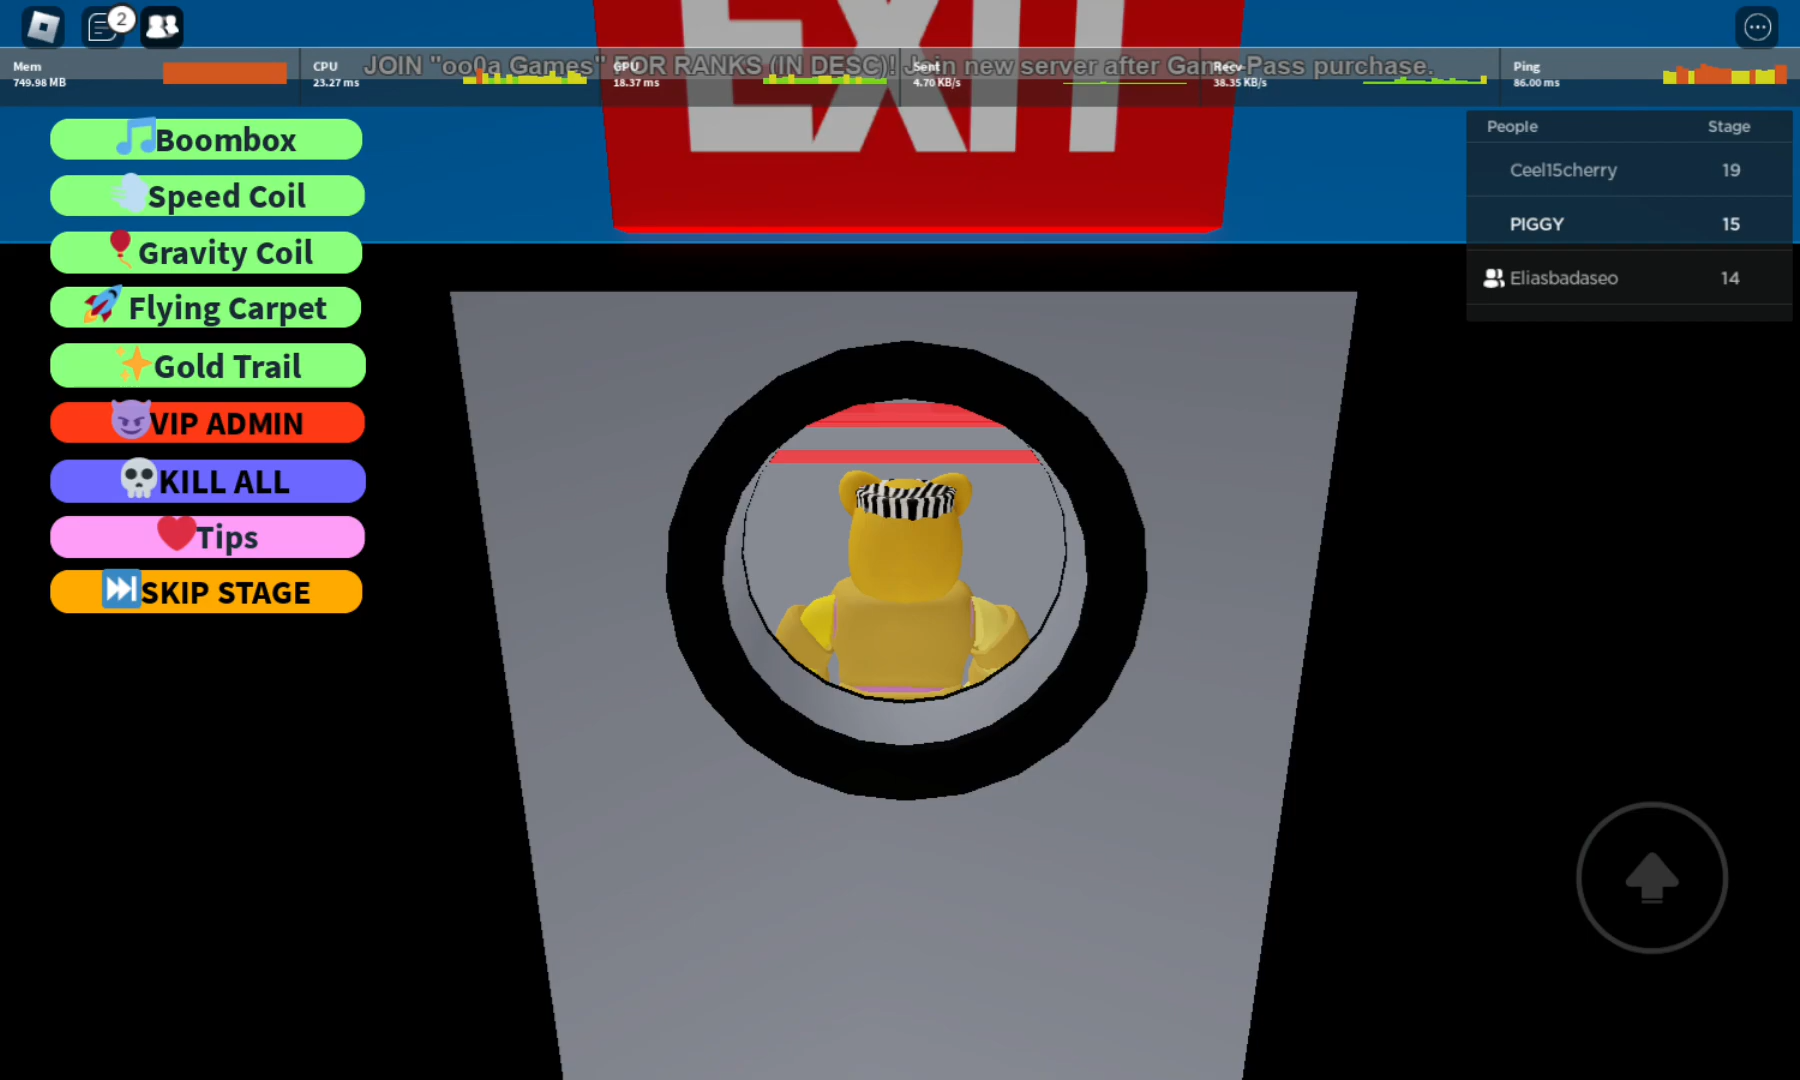 2
EXIT
JOIN "oo0a Games" FOR RANKS (IN DESC)! Join new server after Game-Pass purchase.
Mem
749.98 MB
CPU
23.27 ms
GPU
18.37 ms
Sent
4.70 KB/s
Recv
38.35 KB/s
Ping
86.00 ms
Boombox
Speed Coil
Gravity Coil
Flying Carpet
Gold Trail
VIP ADMIN
KILL ALL
Tips
SKIP STAGE
People Stage
Ceel15cherry 19
PIGGY 15
Eliasbadaseo 14